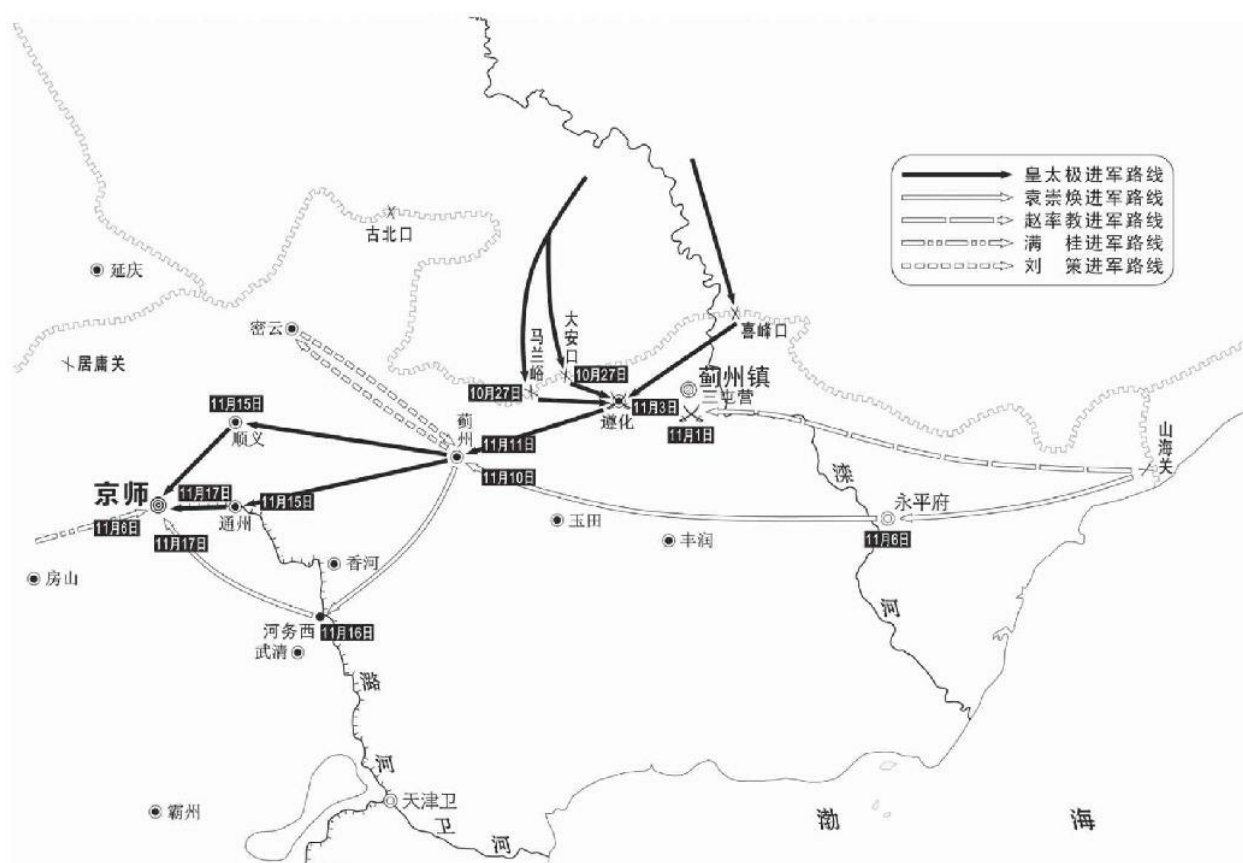 皇太极进军路线
袁崇焕进军路线
赵率教进军路线
满 桂进军路线
刘 策进军路线
古北口
延庆
密云
居庸关
马兰峪
大安口
喜峰口
10月27日
10月27日
蓟州镇
三屯营
11月3日
遵化
11月1日
11月15日
顺义
蓟州
11月11日
11月10日
山海关
京师
11月17日
11月15日
通州
11月6日
11月17日
玉田
丰润
滦
河
永平府
11月6日
香河
房山
河务西
11月16日
武清
潞
河
天津卫
卫
河
霸州
渤 海